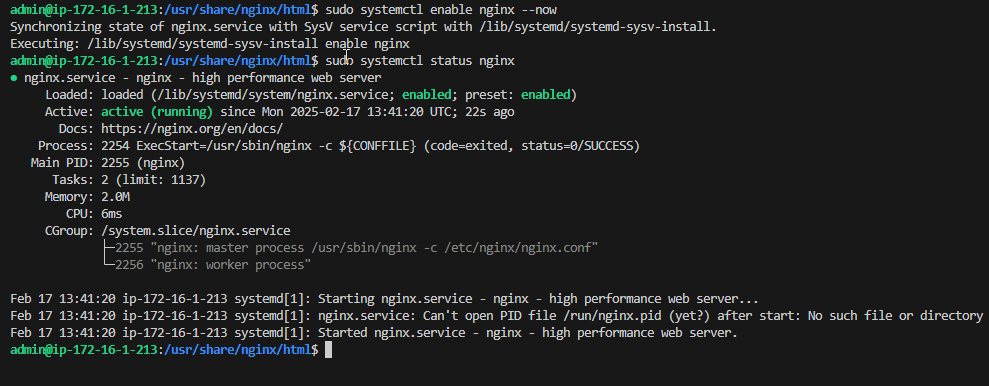 admin@ip-172-16-1-213:/usr/share/nginx/html$ sudo systemctl enable nginx --now
Synchronizing state of nginx.service with SysV service script with /lib/systemd/systemd-sysv-install.
Executing: /lib/systemd/systemd-sysv-install enable nginx
admin@ip-172-16-1-213:/usr/share/nginx/html$ sudo systemctl status nginx
● nginx.service - nginx - high performance web server
Loaded: loaded (/lib/systemd/system/nginx.service; enabled; preset: enabled)
Active: active (running) since Mon 2025-02-17 13:41:20 UTC; 22s ago
Docs: https://nginx.org/en/docs/
Process: 2254 ExecStart=/usr/sbin/nginx -c ${CONFFILE} (code=exited, status=0/SUCCESS)
Main PID: 2255 (nginx)
Tasks: 2 (limit: 1137)
Memory: 2.0M
CPU: 6ms
CGroup: /system.slice/nginx.service
├─2255 "nginx: master process /usr/sbin/nginx -c /etc/nginx/nginx.conf"
└─2256 "nginx: worker process"
Feb 17 13:41:20 ip-172-16-1-213 systemd[1]: Starting nginx.service - nginx - high performance web server...
Feb 17 13:41:20 ip-172-16-1-213 systemd[1]: nginx.service: Can't open PID file /run/nginx.pid (yet?) after start: No such file or directory
Feb 17 13:41:20 ip-172-16-1-213 systemd[1]: Started nginx.service - nginx - high performance web server.
admin@ip-172-16-1-213:/usr/share/nginx/html$